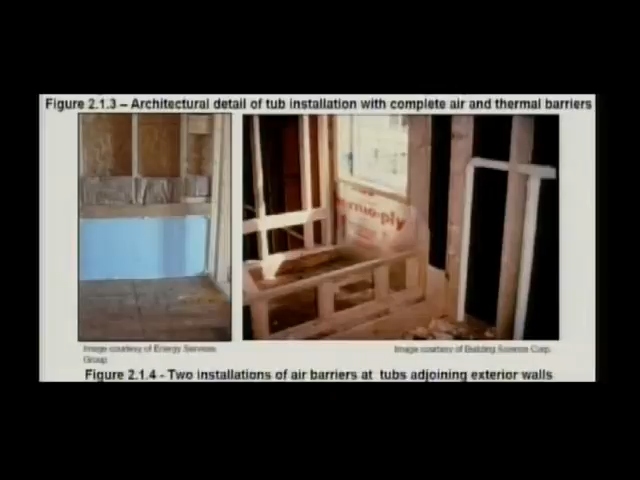 Figure 2.1.3 – Architectural detail of tub installation with complete air and thermal barriers
rmo-ply
Image courtesy of Energy Services
Group
Image courtesy of Building Science Corp.
Figure 2.1.4 - Two installations of air barriers at tubs adjoining exterior walls